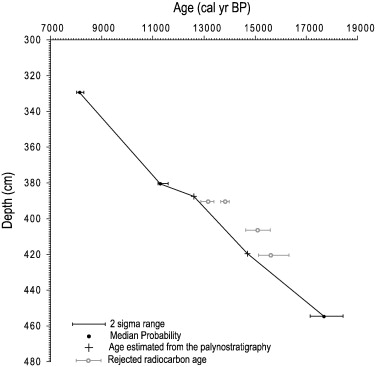 Age (cal yr BP)
7000 9000 11000 13000 15000 17000 19000
300
320
340
360
380
400
420
440
460
480
Depth (cm)
2 sigma range
Median Probability
Age estimated from the palynostratigraphy
Rejected radiocarbon age